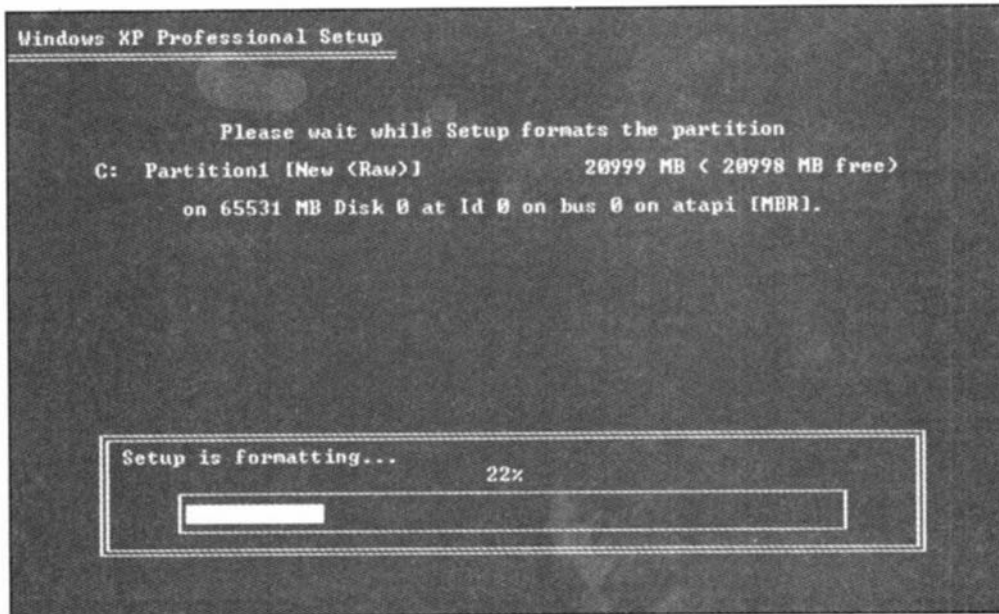 Windows XP Professional Setup
Please wait while Setup formats the partition
C: Partition1 [New (Raw)] 20999 MB ( 20998 MB free)
on 65531 MB Disk 0 at Id 0 on bus 0 on atapi [MBR].
Setup is formatting...
22%